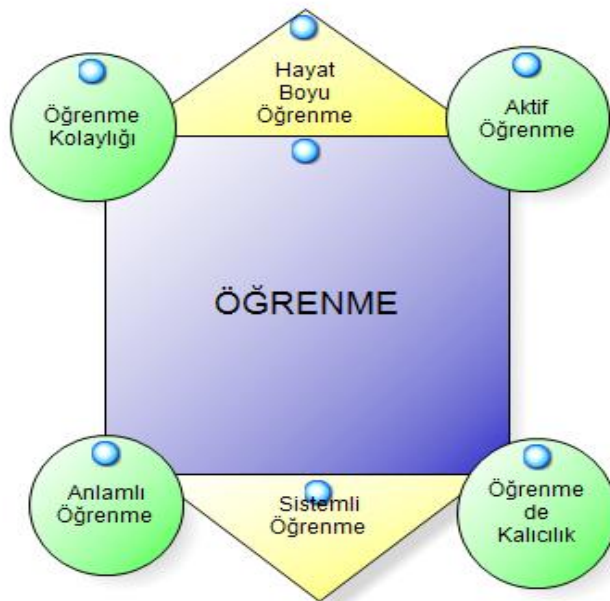 Hayat
Boyu
Öğrenme
Öğrenme
Kolaylığı
Aktif
Öğrenme
ÖĞRENME
Anlamlı
Öğrenme
Sistemli
Öğrenme
Öğrenme
de
Kalıcılık